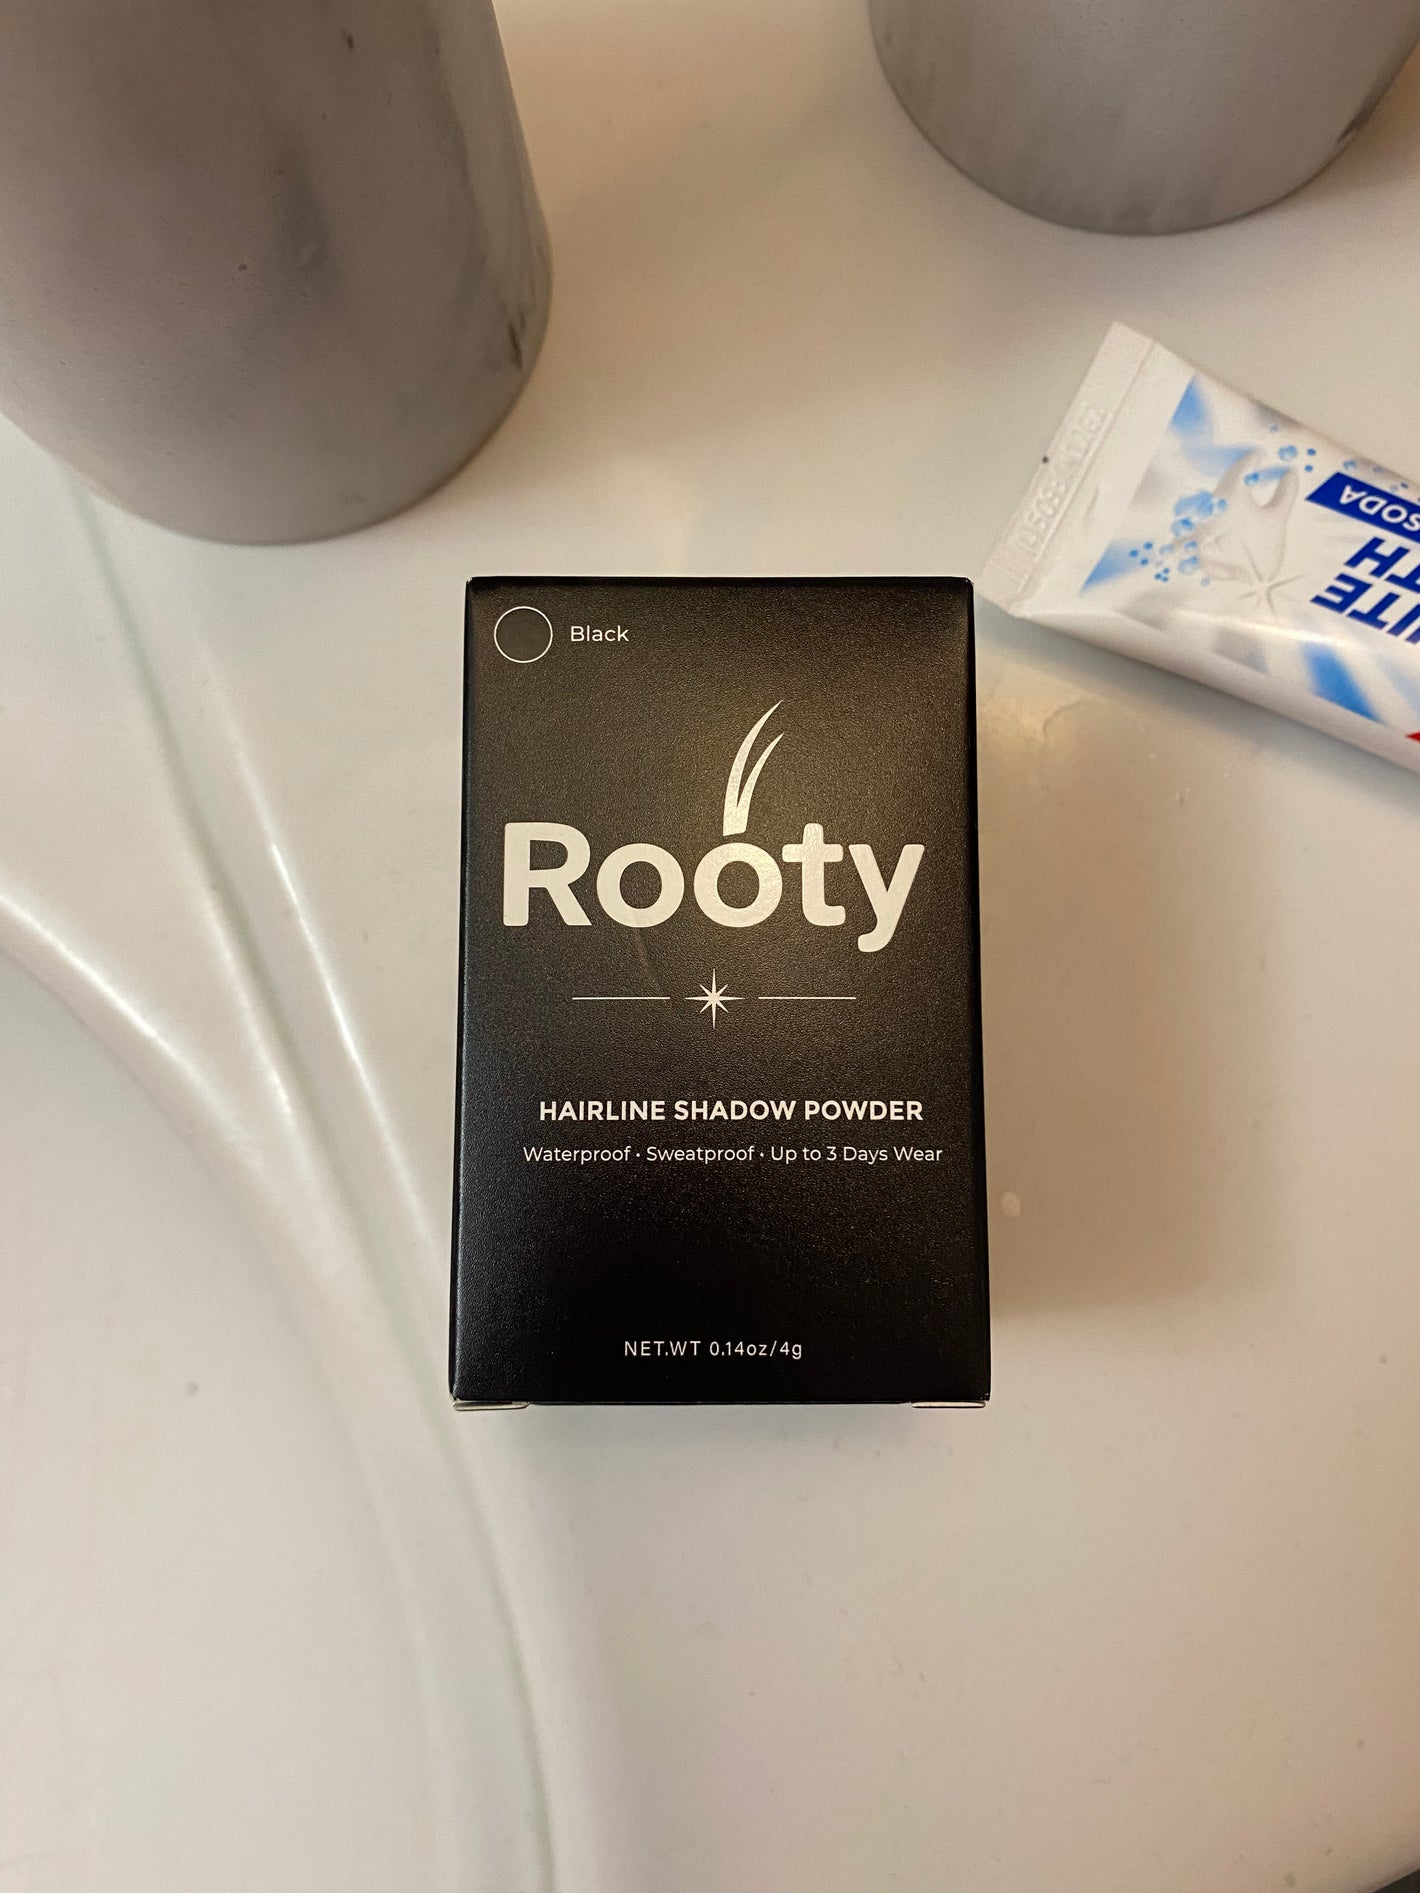 Black
Rooty
HAIRLINE SHADOW POWDER
Waterproof · Sweatproof · Up to 3 Days Wear
NET.WT 0.14oz/4g
SODA